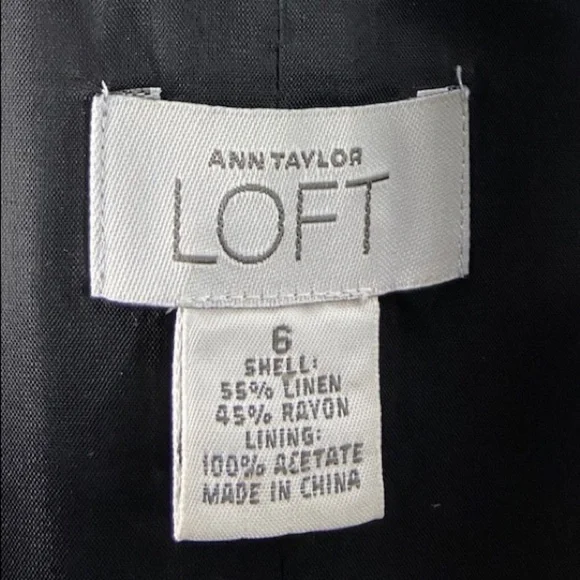 ANN TAYLOR
LOFT
6
SHELL:
55% LINEN
45% RAYON
LINING:
100% ACETATE
MADE IN CHINA